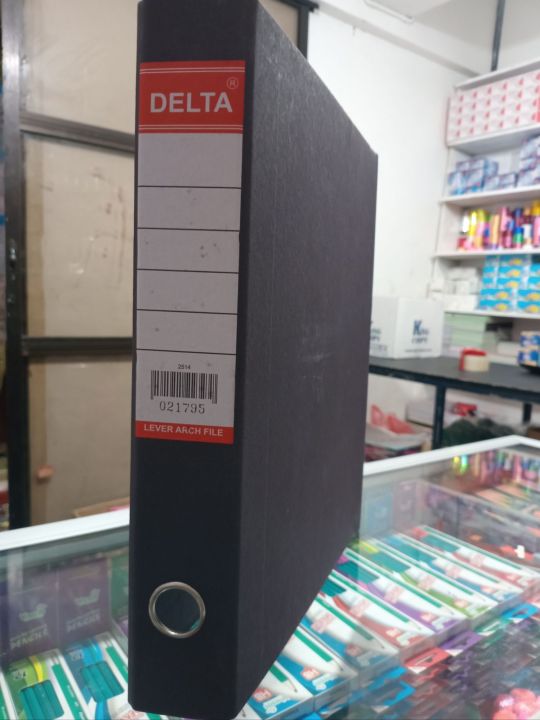 DELTA ®
2514
021795
LEVER ARCH FILE